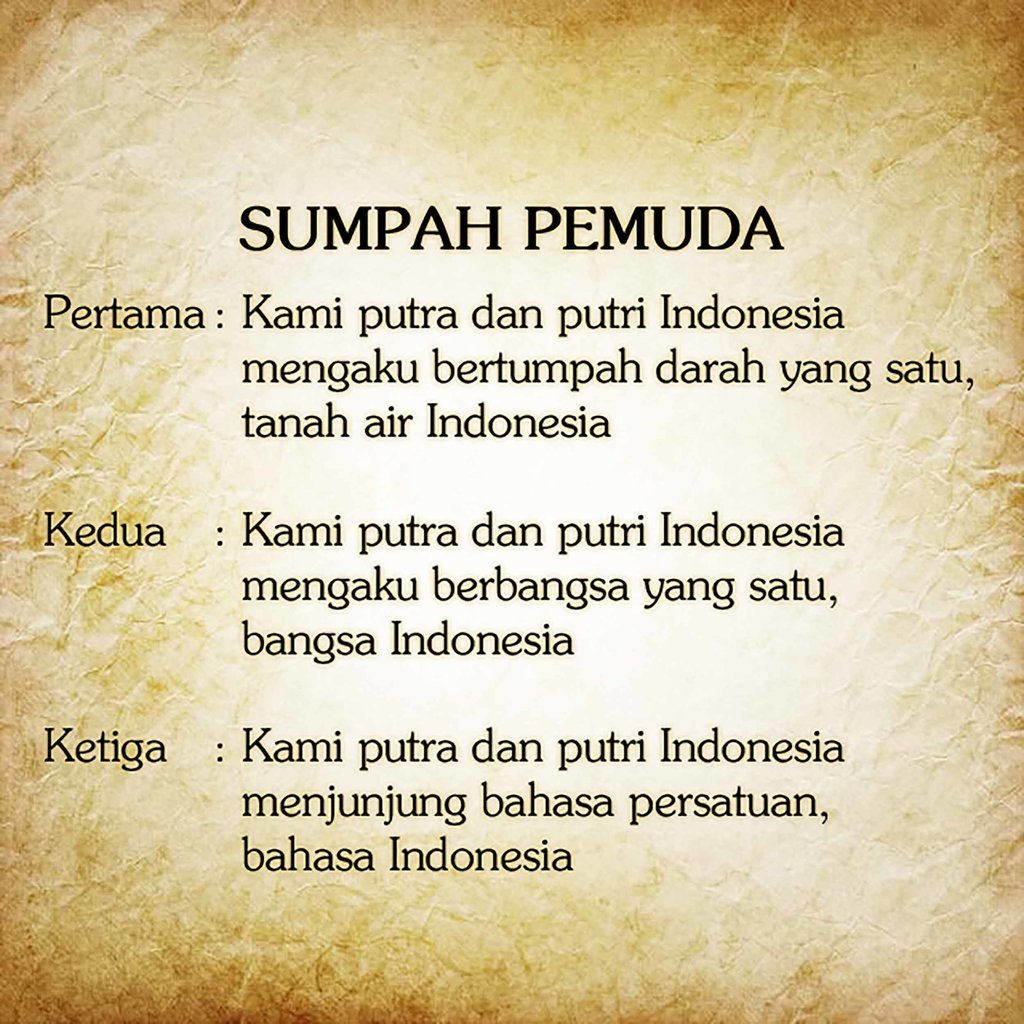 SUMPAH PEMUDA
Pertama : Kami putra dan putri Indonesia
mengaku bertumpah darah yang satu,
tanah air Indonesia
Kedua : Kami putra dan putri Indonesia
mengaku berbangsa yang satu,
bangsa Indonesia
Ketiga : Kami putra dan putri Indonesia
menjunjung bahasa persatuan,
bahasa Indonesia